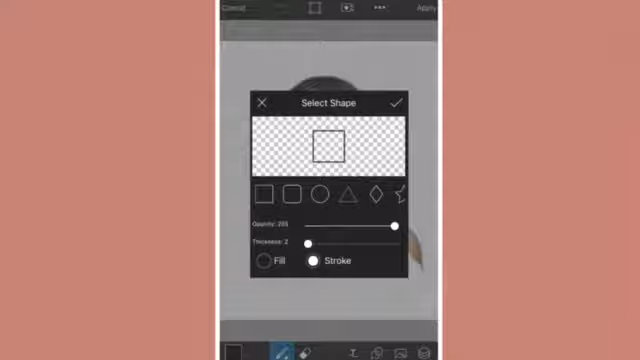 Cancel
Apply
Select Shape
Opacity: 255
Thickness: 2
Fill
Stroke